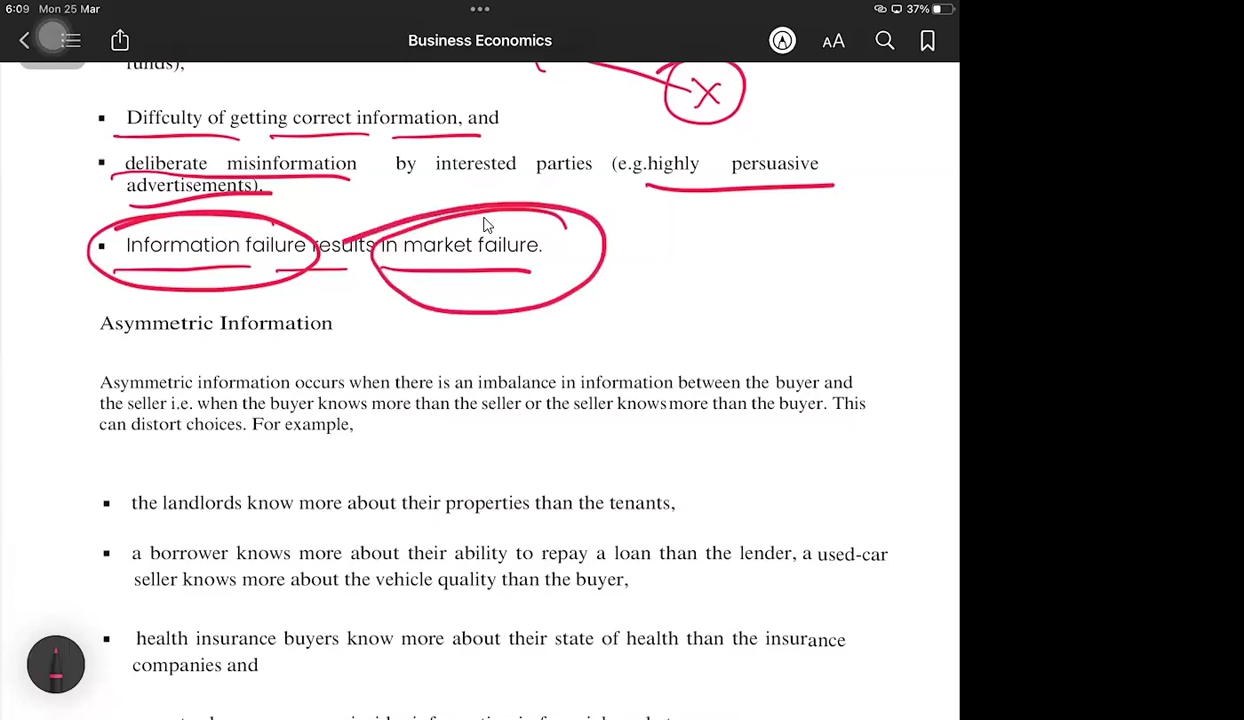 6:09 Mon 25 Mar
37%
Business Economics
AA
funds),
X
▪ Diffculty of getting correct information, and
▪ deliberate misinformation by interested parties (e.g.highly persuasive
advertisements).
▪ Information failure results in market failure.
Asymmetric Information
Asymmetric information occurs when there is an imbalance in information between the buyer and
the seller i.e. when the buyer knows more than the seller or the seller knows more than the buyer. This
can distort choices. For example,
▪ the landlords know more about their properties than the tenants,
▪ a borrower knows more about their ability to repay a loan than the lender, a used-car
seller knows more about the vehicle quality than the buyer,
▪ health insurance buyers know more about their state of health than the insurance
companies and